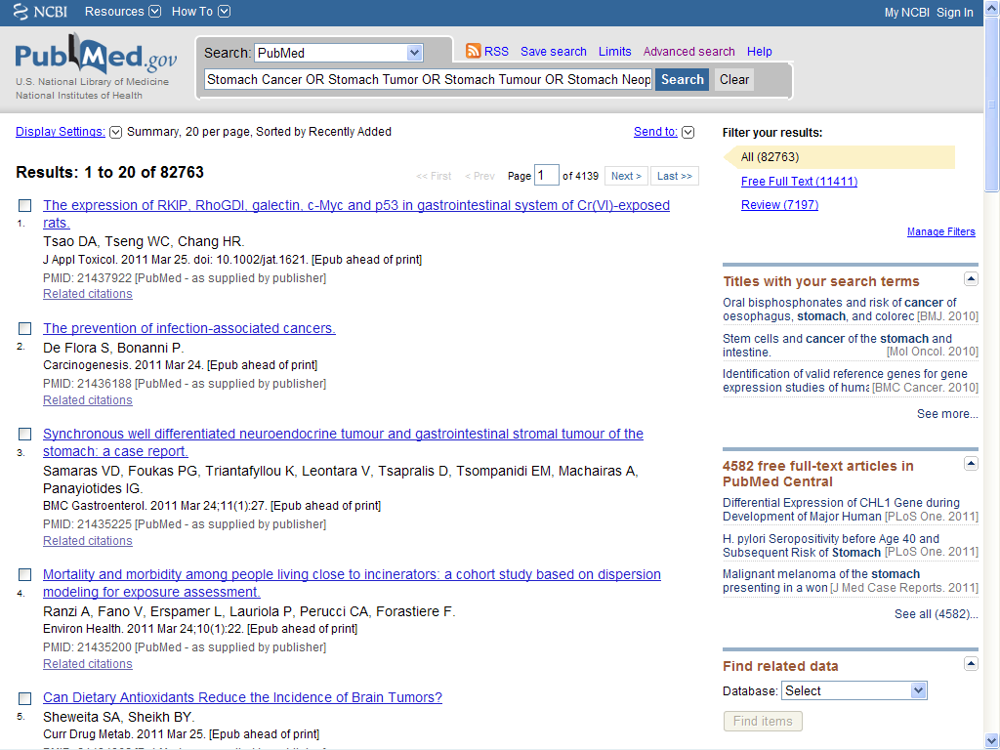 NCBI Resources How To My NCBI Sign In
PubMed.gov
U.S. National Library of Medicine
National Institutes of Health
Search: PubMed
RSS Save search Limits Advanced search Help
Stomach Cancer OR Stomach Tumor OR Stomach Tumour OR Stomach Neop Search Clear
Display Settings: Summary, 20 per page, Sorted by Recently Added Send to:
Results: 1 to 20 of 82763
<< First < Prev Page 1 of 4139 Next > Last >>
1.
The expression of RKIP, RhoGDI, galectin, c-Myc and p53 in gastrointestinal system of Cr(VI)-exposed
rats.
Tsao DA, Tseng WC, Chang HR.
J Appl Toxicol. 2011 Mar 25. doi: 10.1002/jat.1621. [Epub ahead of print]
PMID: 21437922 [PubMed - as supplied by publisher]
Related citations
2.
The prevention of infection-associated cancers.
De Flora S, Bonanni P.
Carcinogenesis. 2011 Mar 24. [Epub ahead of print]
PMID: 21436188 [PubMed - as supplied by publisher]
Related citations
3.
Synchronous well differentiated neuroendocrine tumour and gastrointestinal stromal tumour of the
stomach: a case report.
Samaras VD, Foukas PG, Triantafyllou K, Leontara V, Tsapralis D, Tsompanidi EM, Machairas A,
Panayiotides IG.
BMC Gastroenterol. 2011 Mar 24;11(1):27. [Epub ahead of print]
PMID: 21435225 [PubMed - as supplied by publisher]
Related citations
4.
Mortality and morbidity among people living close to incinerators: a cohort study based on dispersion
modeling for exposure assessment.
Ranzi A, Fano V, Erspamer L, Lauriola P, Perucci CA, Forastiere F.
Environ Health. 2011 Mar 24;10(1):22. [Epub ahead of print]
PMID: 21435200 [PubMed - as supplied by publisher]
Related citations
5.
Can Dietary Antioxidants Reduce the Incidence of Brain Tumors?
Sheweita SA, Sheikh BY.
Curr Drug Metab. 2011 Mar 25. [Epub ahead of print]
Filter your results:
All (82763)
Free Full Text (11411)
Review (7197)
Manage Filters
Titles with your search terms
Oral bisphosphonates and risk of cancer of
oesophagus, stomach, and colorec [BMJ. 2010]
Stem cells and cancer of the stomach and
intestine. [Mol Oncol. 2010]
Identification of valid reference genes for gene
expression studies of huma [BMC Cancer. 2010]
See more...
4582 free full-text articles in
PubMed Central
Differential Expression of CHL1 Gene during
Development of Major Human [PLoS One. 2011]
H. pylori Seropositivity before Age 40 and
Subsequent Risk of Stomach [PLoS One. 2011]
Malignant melanoma of the stomach
presenting in a won [J Med Case Reports. 2011]
See all (4582)...
Find related data
Database: Select
Find items